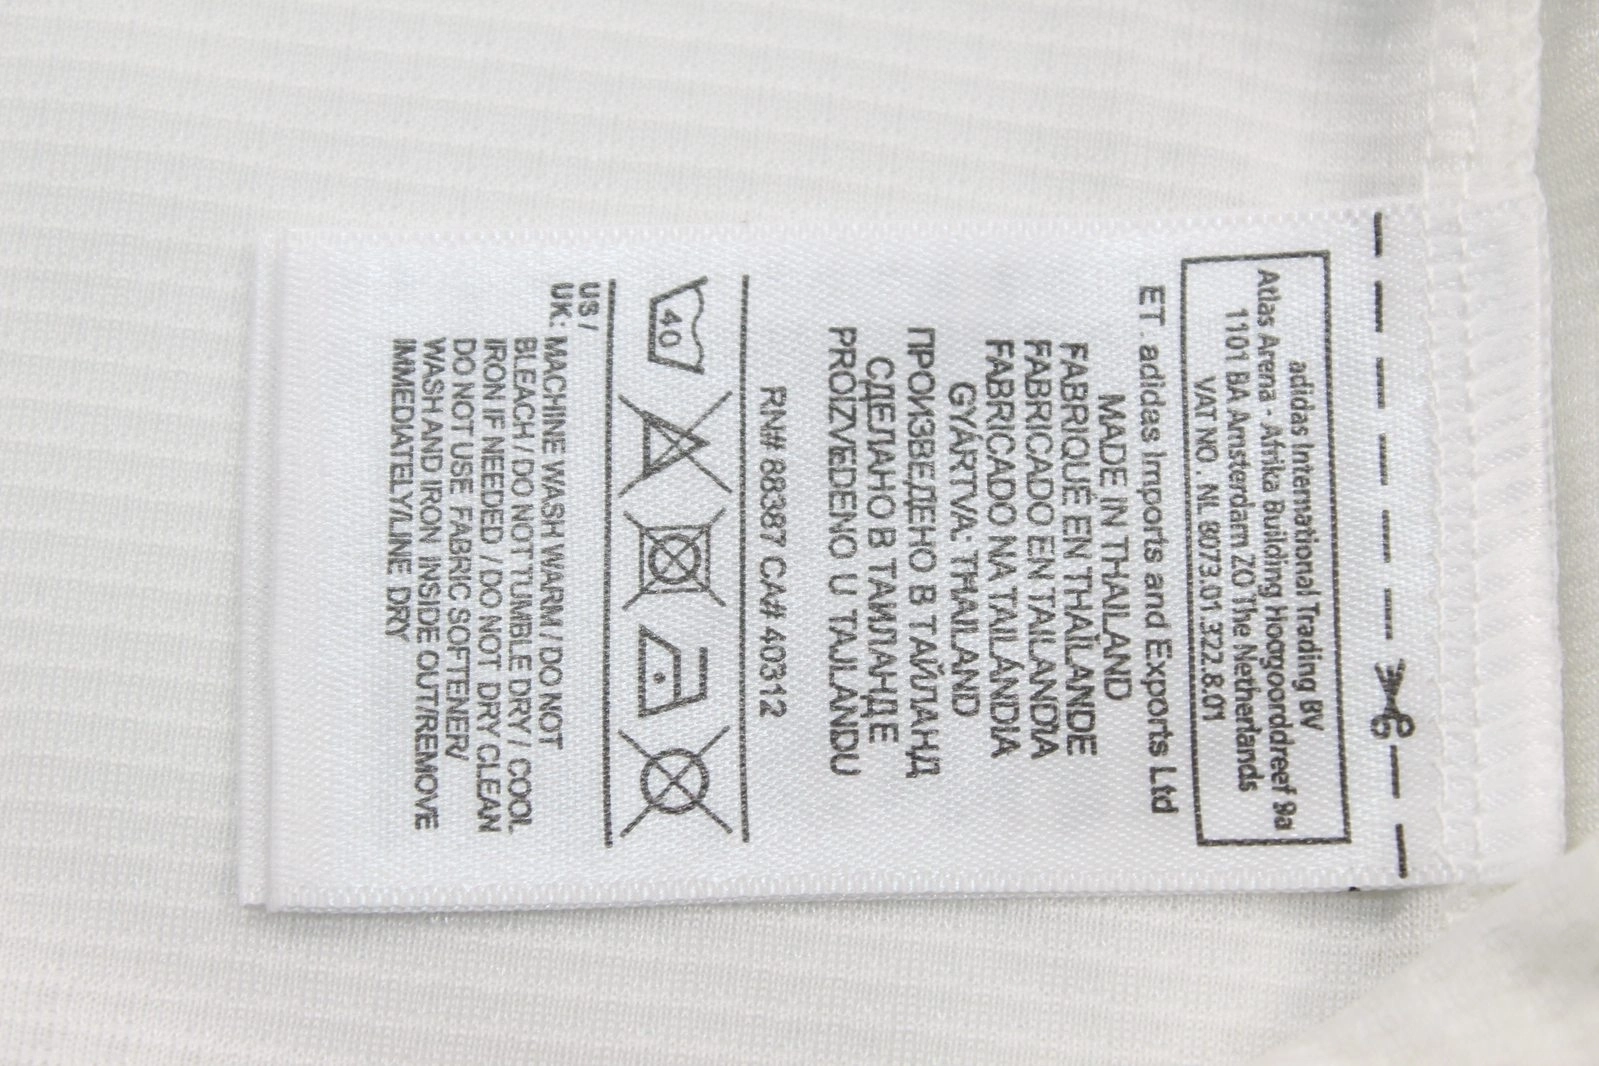 adidas International Trading BV
Atlas Arena - Afrika Building Hoogoorddreef 9a
1101 BA Amsterdam ZO The Netherlands
VAT NO. NL 8073.01.322.B.01
ET. adidas Imports and Exports Ltd
MADE IN THAILAND
FABRIQUÉ EN THAÏLANDE
FABRICADO EN TAILANDIA
FABRICADO NA TAILÂNDIA
GYÁRTVA: THAILAND
ПРОИЗВЕДЕНО В ТАЙЛАНД
СДЕЛАНО В ТАИЛАНДЕ
PROIZVEDENO U TAJLANDU
RN# 88387 CA# 40312
40
US /
UK: MACHINE WASH WARM / DO NOT
BLEACH / DO NOT TUMBLE DRY / COOL
IRON IF NEEDED / DO NOT DRY CLEAN
DO NOT USE FABRIC SOFTENER/
WASH AND IRON INSIDE OUT/REMOVE
IMMEDIATELY/LINE DRY